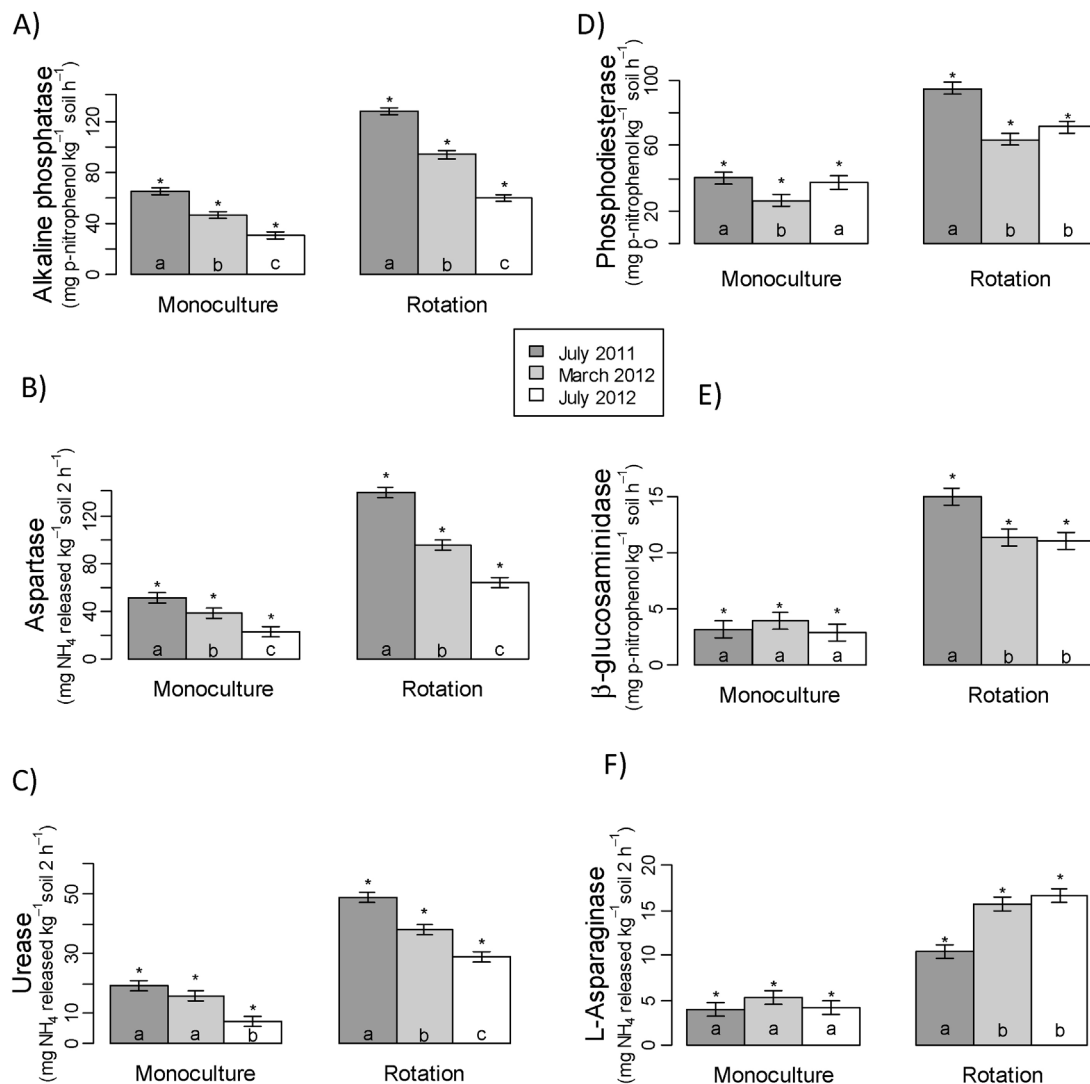 A)
Alkaline phosphatase
(mg p-nitrophenol kg⁻¹ soil h⁻¹)
0 40 80 120
* * * * * *
a b c a b c
Monoculture Rotation
D)
Phosphodiesterase
(mg p-nitrophenol kg⁻¹ soil h⁻¹)
0 20 60 100
* * * * * *
a b a a b b
Monoculture Rotation
July 2011
March 2012
July 2012
B)
Aspartase
(mg NH₄ released kg⁻¹ soil 2 h⁻¹)
0 40 80 120
* * * * * *
a b c a b c
Monoculture Rotation
E)
β-glucosaminidase
(mg p-nitrophenol kg⁻¹ soil h⁻¹)
0 5 10 15
* * * * * *
a a a a b b
Monoculture Rotation
C)
Urease
(mg NH₄ released kg⁻¹ soil 2 h⁻¹)
0 10 30 50
* * * * * *
a a b a b c
Monoculture Rotation
F)
L-Asparaginase
(mg NH₄ released kg⁻¹ soil 2 h⁻¹)
0 5 10 15 20
* * * * * *
a a a a b b
Monoculture Rotation